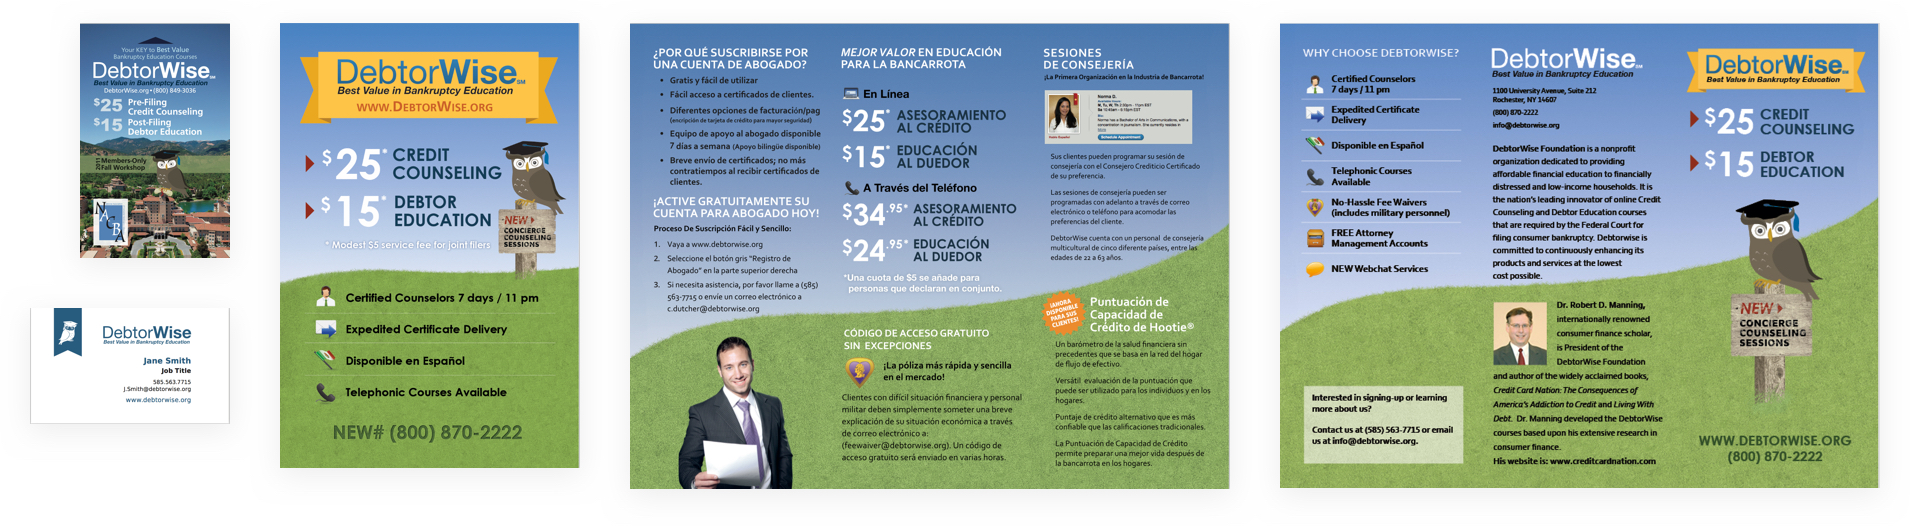 Your KEY to Best Value
Bankruptcy Education Courses
DebtorWise SM
Best Value in Bankruptcy Education
DebtorWise.org • (800) 849-3036
$25 Pre-Filing
Credit Counseling
$15 Post-Filing
Debtor Education
2011 Members-Only
Fall Workshop
NACBA
DebtorWise
Best Value in Bankruptcy Education
Jane Smith
Job Title
585.563.7715
J.Smith@debtorwise.org
www.debtorwise.org
DebtorWise SM
Best Value in Bankruptcy Education
WWW.DEBTORWISE.ORG
$25* CREDIT
COUNSELING
$15* DEBTOR
EDUCATION
* Modest $5 service fee for joint filers
NEW
CONCIERGE
COUNSELING
SESSIONS
Certified Counselors 7 days / 11 pm
Expedited Certificate Delivery
Disponible en Español
Telephonic Courses Available
NEW# (800) 870-2222
¿POR QUÉ SUSCRIBIRSE POR
UNA CUENTA DE ABOGADO?
• Gratis y fácil de utilizar
• Fácil acceso a certificados de clientes.
• Diferentes opciones de facturación/pag
(encripción de tarjeta de crédito para mayor seguridad)
• Equipo de apoyo al abogado disponible
7 días a semana (Apoyo bilingüe disponible)
• Breve envío de certificados; no más
contratiempos al recibir certificados de
clientes.
¡ACTIVE GRATUITAMENTE SU
CUENTA PARA ABOGADO HOY!
Proceso De Suscripción Fácil y Sencillo:
1. Vaya a www.debtorwise.org
2. Seleccione el botón gris “Registro de
Abogado” en la parte superior derecha
3. Si necesita asistencia, por favor llame a (585)
563-7715 o envíe un correo electrónico a
c.dutcher@debtorwise.org
MEJOR VALOR EN EDUCACIÓN
PARA LA BANCARROTA
En Línea
$25* ASESORAMIENTO
AL CRÉDITO
$15* EDUCACIÓN
AL DUEDOR
A Través del Teléfono
$34.95* ASESORAMIENTO
AL CRÉDITO
$24.95* EDUCACIÓN
AL DUEDOR
*Una cuota de $5 se añade para
personas que declaran en conjunto.
CÓDIGO DE ACCESO GRATUITO
SIN EXCEPCIONES
¡La póliza más rápida y sencilla
en el mercado!
Clientes con difícil situación financiera y personal
militar deben simplemente someter una breve
explicación de su situación económica a través
de correo electrónico a:
(feewaiver@debtorwise.org). Un código de
acceso gratuito será enviado en varias horas.
SESIONES
DE CONSEJERÍA
¡La Primera Organización en la Industria de Bancarrota!
Norma D.
Schedule Appointment
Sus clientes pueden programar su sesión de
consejería con el Consejero Crediticio Certificado
de su preferencia.
Las sesiones de consejería pueden ser
programadas con adelanto a través de correo
electrónico o teléfono para acomodar las
preferencias del cliente.
DebtorWise cuenta con un personal de consejería
multicultural de cinco diferente países, entre las
edades de 22 a 63 años.
¡AHORA
DISPONIBLE
PARA SUS
CLIENTES!
Puntuación de
Capacidad de
Crédito de Hootie®
Un barómetro de la salud financiera sin
precedentes que se basa en la red del hogar
de flujo de efectivo.
Versátil evaluación de la puntuación que
puede ser utilizado para los individuos y en los
hogares.
Puntaje de crédito alternativo que es más
confiable que las calificaciones tradicionales.
La Puntuación de Capacidad de Crédito
permite preparar una mejor vida después de
la bancarrota en los hogares.
WHY CHOOSE DEBTORWISE?
Certified Counselors
7 days / 11 pm
Expedited Certificate
Delivery
Disponible en Español
Telephonic Courses
Available
No-Hassle Fee Waivers
(includes military personnel)
FREE Attorney
Management Accounts
NEW Webchat Services
Interested in signing-up or learning
more about us?
Contact us at (585) 563-7715 or email
us at info@debtorwise.org.
DebtorWise SM
Best Value in Bankruptcy Education
1100 University Avenue, Suite 212
Rochester, NY 14607
(800) 870-2222
info@debtorwise.org
DebtorWise Foundation is a nonprofit
organization dedicated to providing
affordable financial education to financially
distressed and low-income households. It is
the nation's leading innovator of online Credit
Counseling and Debtor Education courses
that are required by the Federal Court for
filing consumer bankruptcy. Debtorwise is
committed to continuously enhancing its
products and services at the lowest
cost possible.
Dr. Robert D. Manning,
internationally renowned
consumer finance scholar,
is President of the
DebtorWise Foundation
and author of the widely acclaimed books,
Credit Card Nation: The Consequences of
America's Addiction to Credit and Living With
Debt. Dr. Manning developed the DebtorWise
courses based upon his extensive research in
consumer finance.
His website is: www.creditcardnation.com
DebtorWise SM
Best Value in Bankruptcy Education
$25 CREDIT
COUNSELING
$15 DEBTOR
EDUCATION
NEW
CONCIERGE
COUNSELING
SESSIONS
WWW.DEBTORWISE.ORG
(800) 870-2222